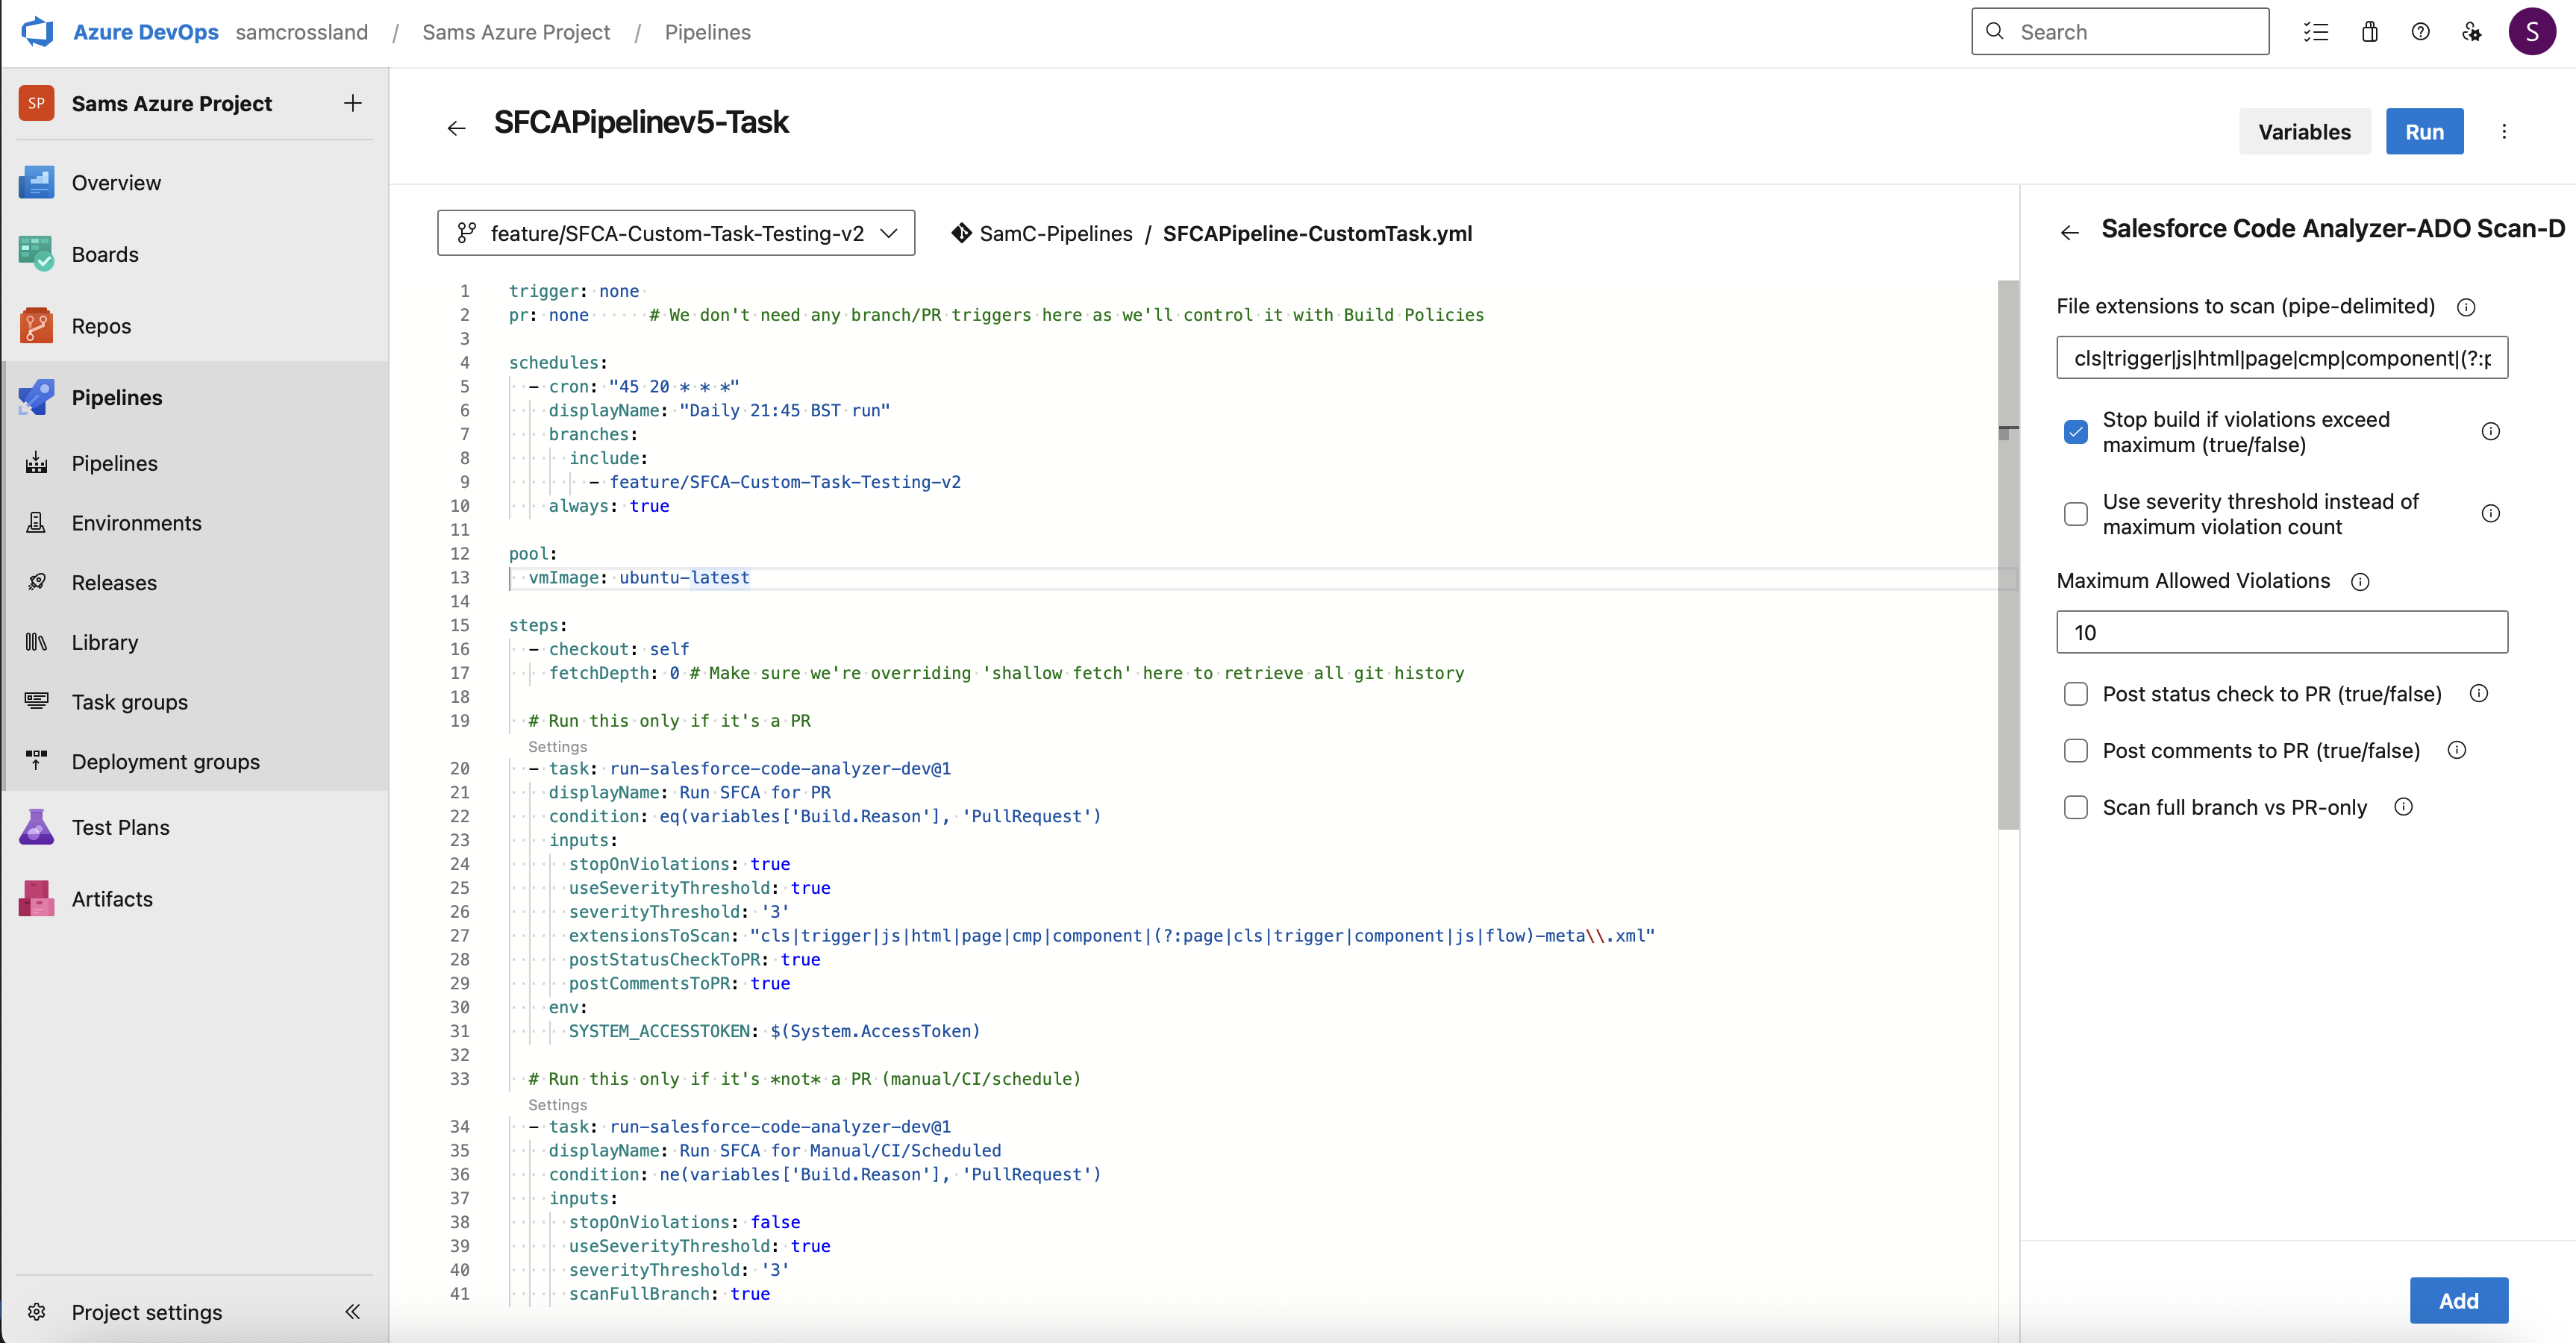 Azure DevOps samcrossland / Sams Azure Project / Pipelines
Search
S
SP Sams Azure Project
Overview
Boards
Repos
Pipelines
Pipelines
Environments
Releases
Library
Task groups
Deployment groups
Test Plans
Artifacts
Project settings
SFCAPipelinev5-Task
Variables
Run
feature/SFCA-Custom-Task-Testing-v2
SamC-Pipelines / SFCAPipeline-CustomTask.yml
1 trigger: none
2 pr: none # We don't need any branch/PR triggers here as we'll control it with Build Policies
3
4 schedules:
5 - cron: "45 20 * * *"
6 displayName: "Daily 21:45 BST run"
7 branches:
8 include:
9 - feature/SFCA-Custom-Task-Testing-v2
10 always: true
11
12 pool:
13 vmImage: ubuntu-latest
14
15 steps:
16 - checkout: self
17 fetchDepth: 0 # Make sure we're overriding 'shallow fetch' here to retrieve all git history
18
19 # Run this only if it's a PR
Settings
20 - task: run-salesforce-code-analyzer-dev@1
21 displayName: Run SFCA for PR
22 condition: eq(variables['Build.Reason'], 'PullRequest')
23 inputs:
24 stopOnViolations: true
25 useSeverityThreshold: true
26 severityThreshold: '3'
27 extensionsToScan: "cls|trigger|js|html|page|cmp|component|(?:page|cls|trigger|component|js|flow)-meta\\.xml"
28 postStatusCheckToPR: true
29 postCommentsToPR: true
30 env:
31 SYSTEM_ACCESSTOKEN: $(System.AccessToken)
32
33 # Run this only if it's *not* a PR (manual/CI/schedule)
Settings
34 - task: run-salesforce-code-analyzer-dev@1
35 displayName: Run SFCA for Manual/CI/Scheduled
36 condition: ne(variables['Build.Reason'], 'PullRequest')
37 inputs:
38 stopOnViolations: false
39 useSeverityThreshold: true
40 severityThreshold: '3'
41 scanFullBranch: true
Salesforce Code Analyzer-ADO Scan-D
File extensions to scan (pipe-delimited)
cls|trigger|js|html|page|cmp|component|(?:p
Stop build if violations exceed
maximum (true/false)
Use severity threshold instead of
maximum violation count
Maximum Allowed Violations
10
Post status check to PR (true/false)
Post comments to PR (true/false)
Scan full branch vs PR-only
Add